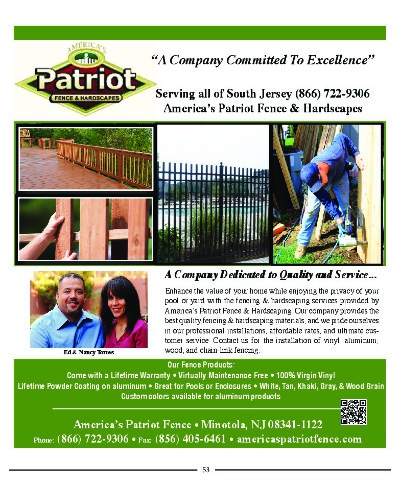 AMERICA'S
Patriot
FENCE & HARDSCAPES
“A Company Committed To Excellence”
Serving all of South Jersey (866) 722-9306
America’s Patriot Fence & Hardscapes
A Company Dedicated to Quality and Service...
Enhance the value of your home while enjoying the privacy of your
pool or yard with the fencing & hardscaping services provided by
America’s Patriot Fence & Hardscaping. Our company provides the
best quality fencing & hardscaping materials, and we pride ourselves
in our professional installations, affordable rates, and ultimate cus-
tomer service. Contact us for the installation of vinyl, aluminum,
wood, and chain-link fencing.
Ed & Nancy Torres
Our Fence Products:
Come with a Lifetime Warranty • Virtually Maintenance Free • 100% Virgin Vinyl
Lifetime Powder Coating on aluminum • Great for Pools or Enclosures • White, Tan, Khaki, Gray, & Wood Grain
Custom colors available for aluminum products
America’s Patriot Fence • Minotola, NJ 08341-1122
Phone: (866) 722-9306 • Fax: (856) 405-6461 • americaspatriotfence.com
53